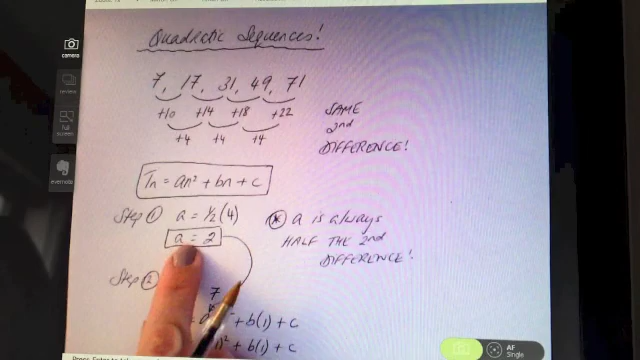 Quadratic Sequences!
7, 17, 31, 49, 71
+10 +14 +18 +22
+4 +4 +4
SAME
2nd
DIFFERENCE!
Tn = an² + bn + c
Step ① a = ½(4)
a = 2
* a is always
HALF THE 2nd
DIFFERENCE!
Step ②
7
+ b(1) + c
)² + b(1) + c
camera
review
full
screen
evernote
AF
Single